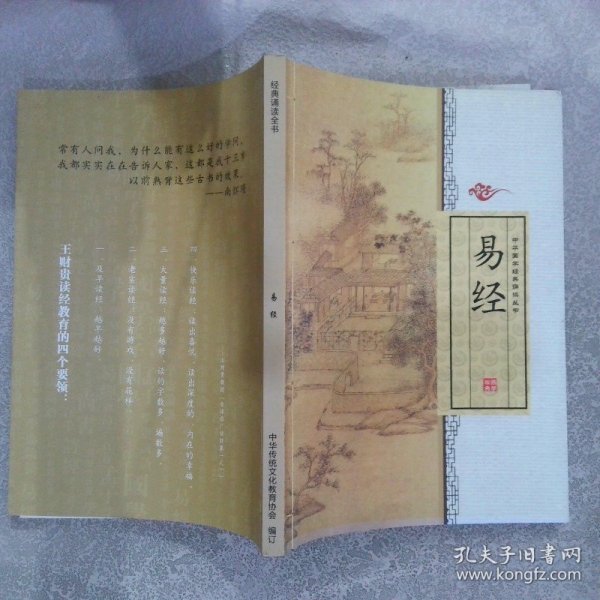 常有人问我、为什么能有这么好的学问,
我都实实在在告诉人家、这都是我十三岁
以前熟背这些古书的效果。
——南怀瑾
王财贵读经教育的四个要领:
一、及早读经、越早越好
二、老实读经、没有游戏、没有花样
三、大量读经、越多越好、读的字数多、遍数多
四、快乐读经、读出喜悦、读出深度的、内在的幸福
经典诵读全书
易经
中华传统文化教育协会 编订
中华国学经典诵读丛书
易经
孔夫子旧书网
www.kongfz.com